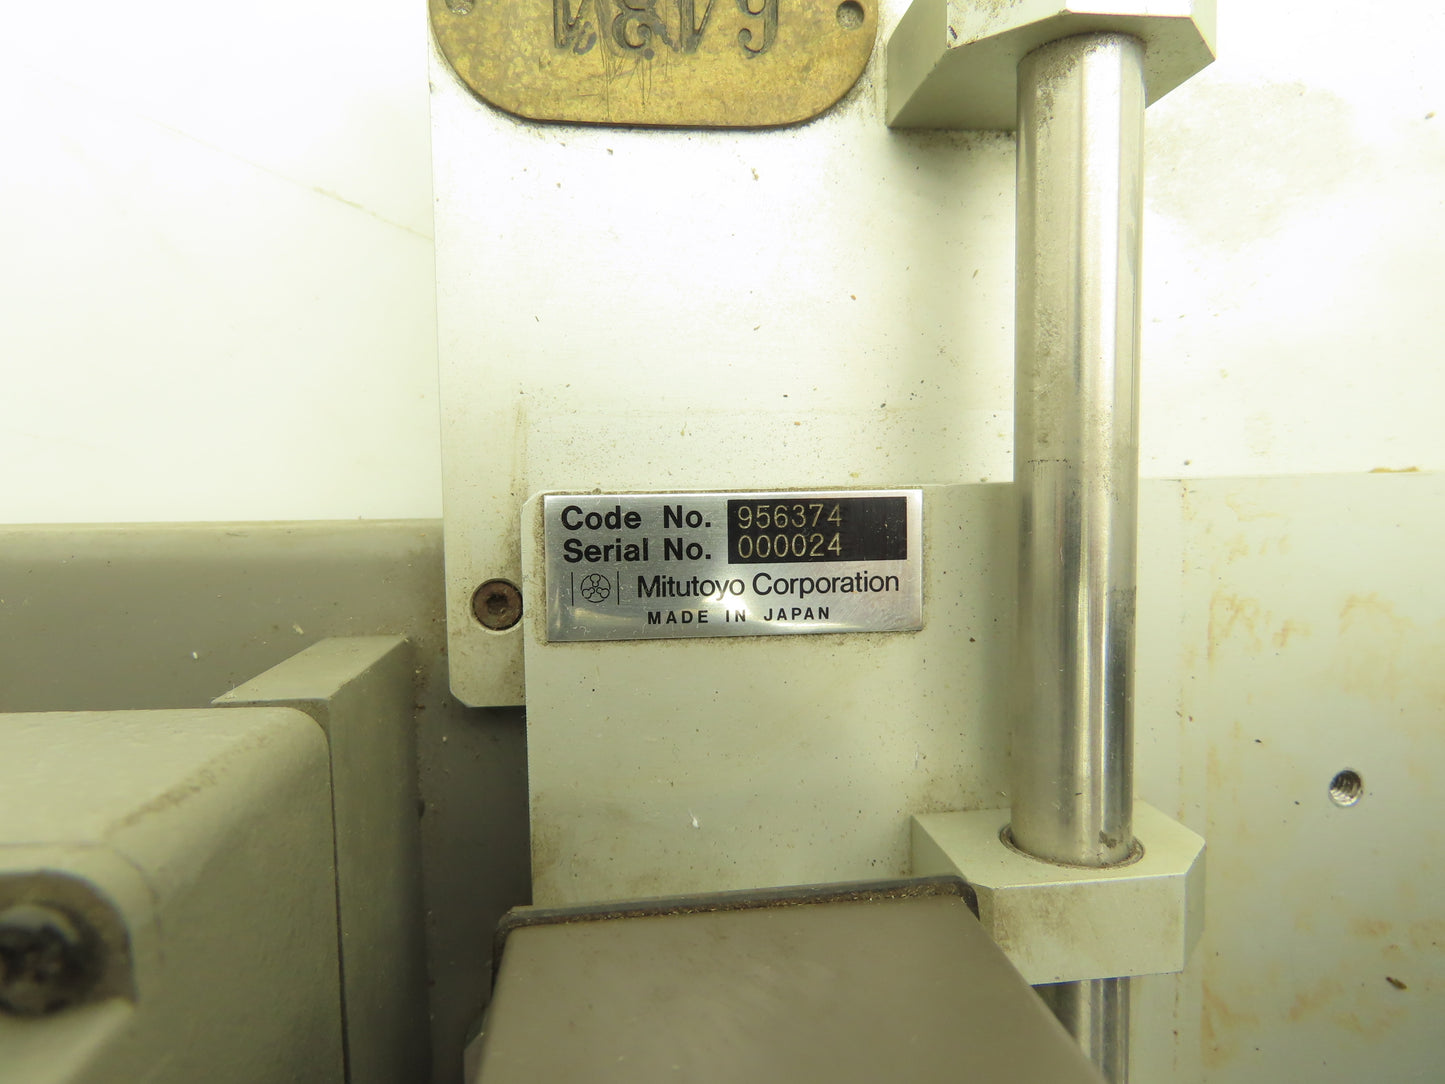 Code No. 956374
Serial No. 000024
Mitutoyo Corporation
MADE IN JAPAN